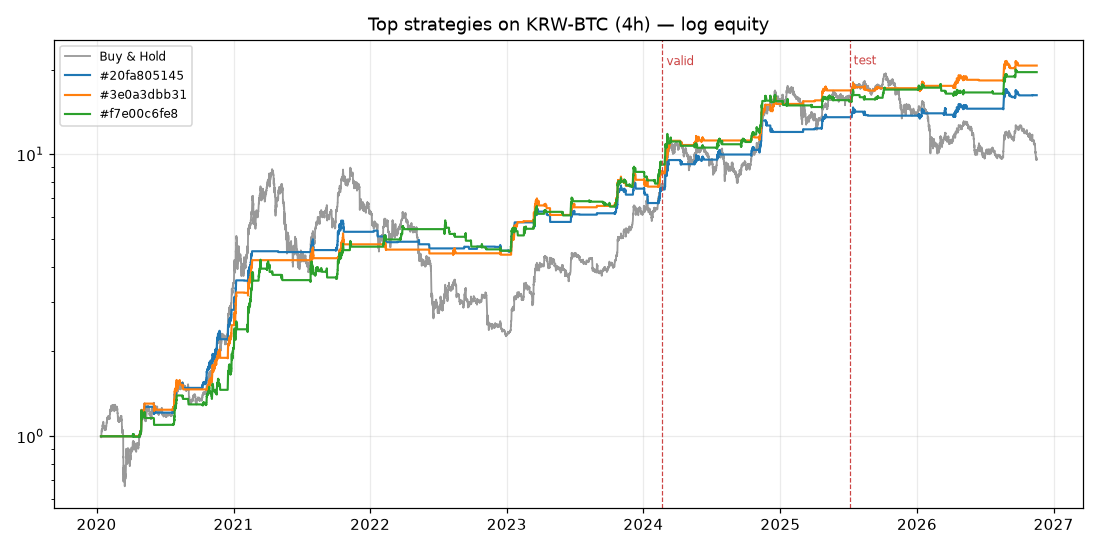 Top strategies on KRW-BTC (4h) — log equity
Buy & Hold
#20fa805145
#3e0a3dbb31
#f7e00c6fe8
valid
test
10¹
10⁰
2020 2021 2022 2023 2024 2025 2026 2027